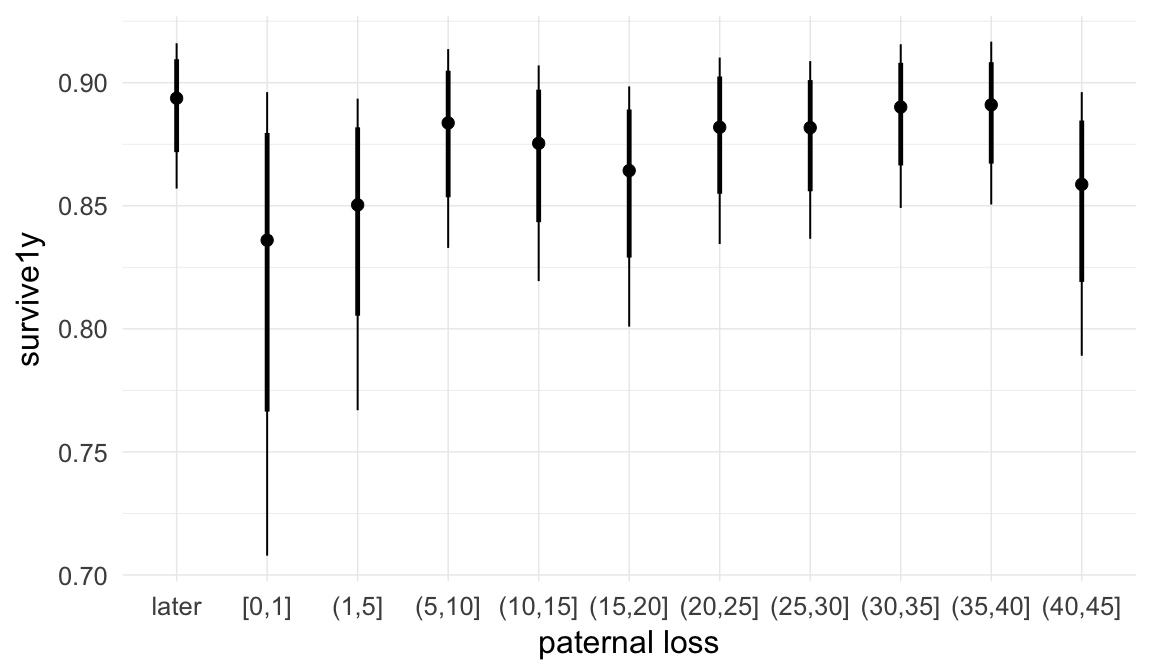 survive1y
0.90
0.85
0.80
0.75
0.70
later [0,1] (1,5] (5,10] (10,15] (15,20] (20,25] (25,30] (30,35] (35,40] (40,45]
paternal loss